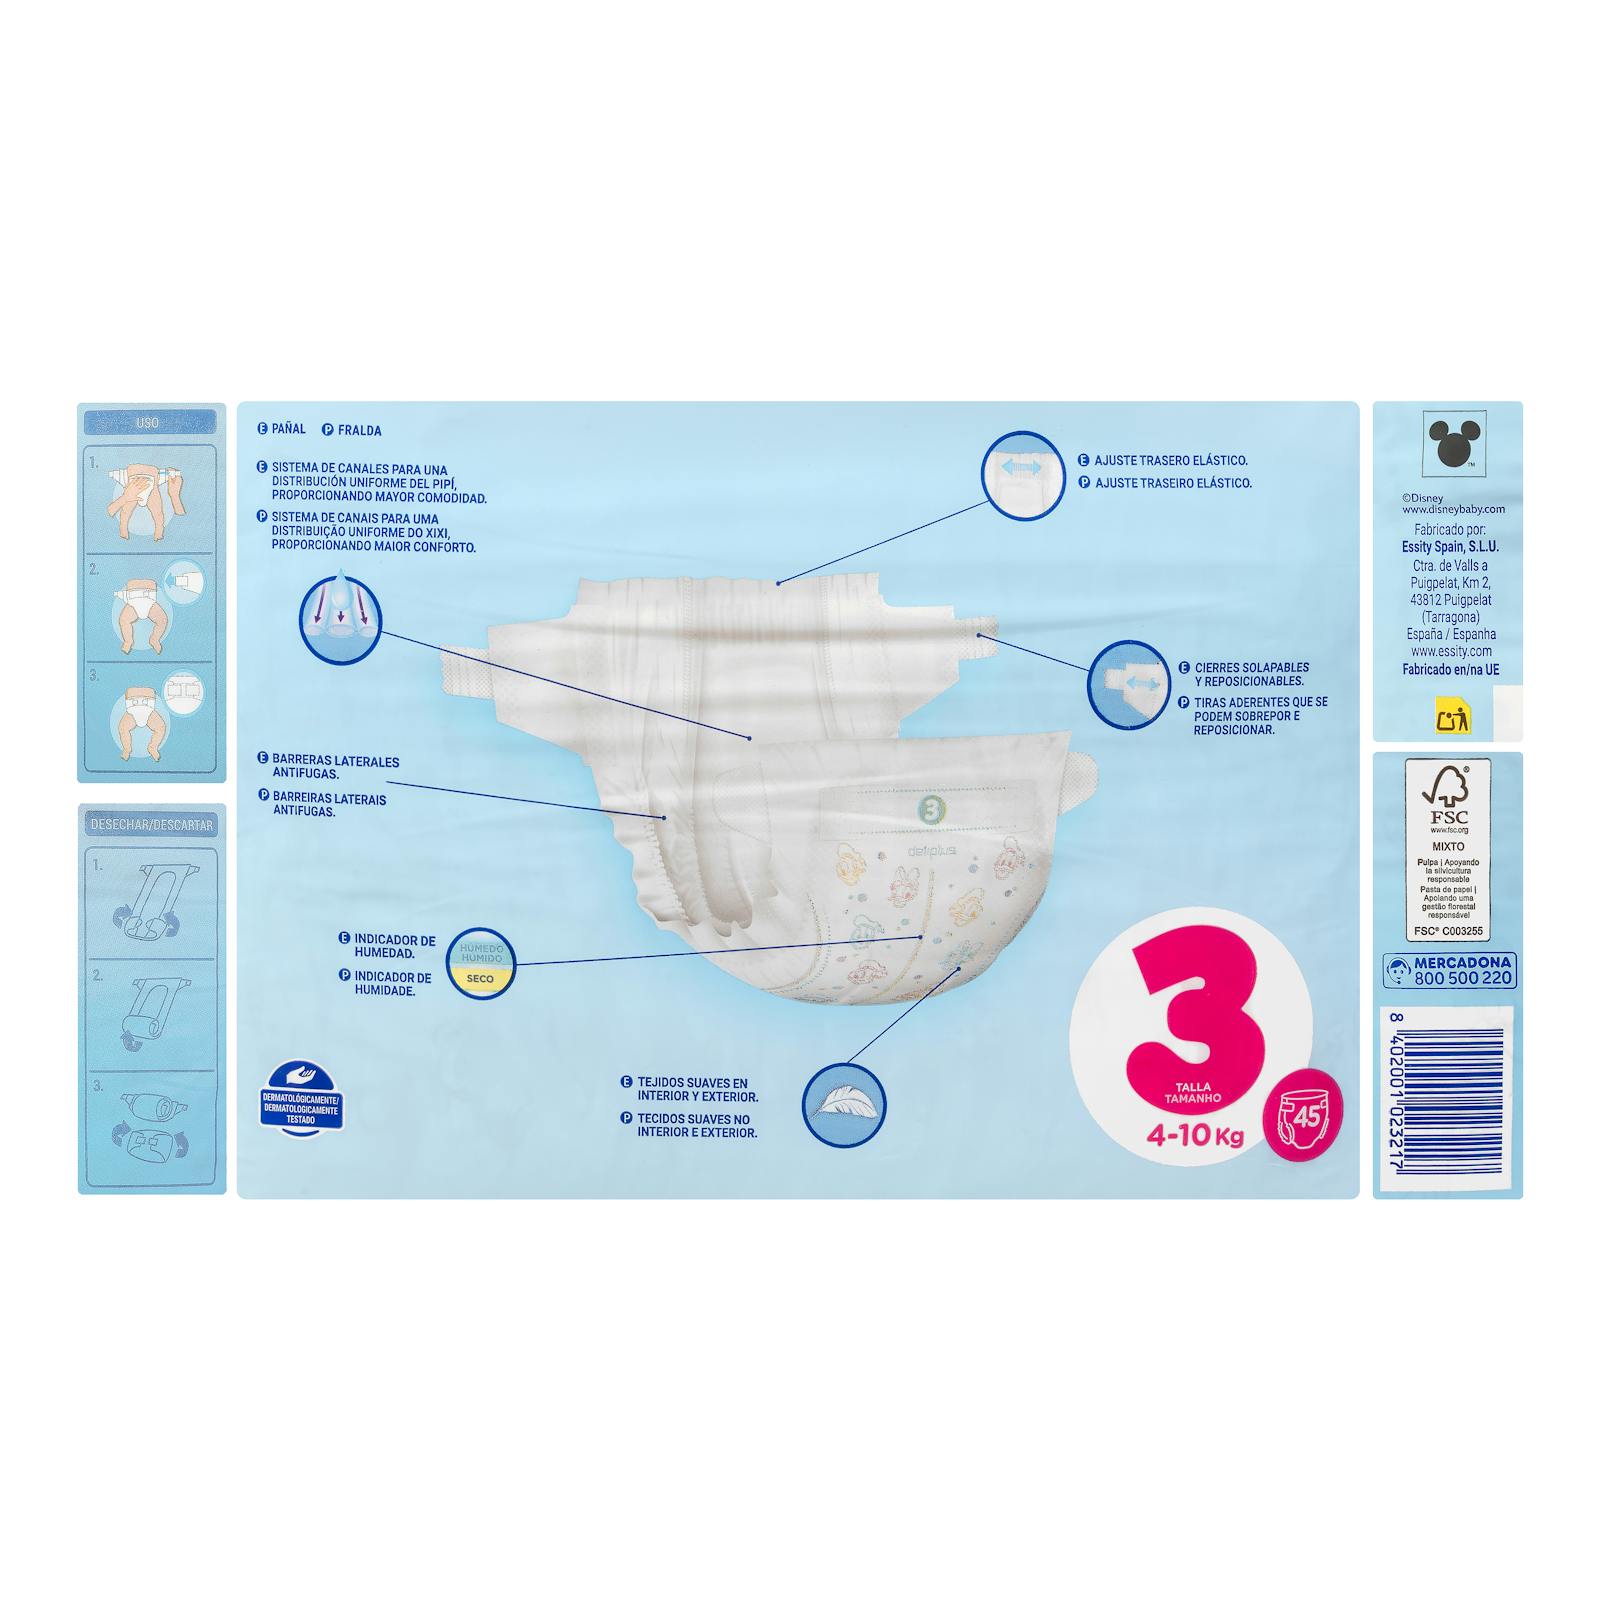 USO
1.
2.
3.
DESECHAR/DESCARTAR
1.
2.
3.
E PAÑAL P FRALDA
E SISTEMA DE CANALES PARA UNA
DISTRIBUCIÓN UNIFORME DEL PIPÍ,
PROPORCIONANDO MAYOR COMODIDAD.
P SISTEMA DE CANAIS PARA UMA
DISTRIBUIÇÃO UNIFORME DO XIXI,
PROPORCIONANDO MAIOR CONFORTO.
E AJUSTE TRASERO ELÁSTICO.
P AJUSTE TRASEIRO ELÁSTICO.
E CIERRES SOLAPABLES
Y REPOSICIONABLES.
P TIRAS ADERENTES QUE SE
PODEM SOBREPOR E
REPOSICIONAR.
E BARRERAS LATERALES
ANTIFUGAS.
P BARREIRAS LATERAIS
ANTIFUGAS.
3
deliplus
E INDICADOR DE
HUMEDAD.
P INDICADOR DE
HUMIDADE.
HÚMEDO
HÚMIDO
SECO
DERMATOLÓGICAMENTE/
DERMATOLOGICAMENTE
TESTADO
E TEJIDOS SUAVES EN
INTERIOR Y EXTERIOR.
P TECIDOS SUAVES NO
INTERIOR E EXTERIOR.
3
TALLA
TAMANHO
4-10 Kg
45
TM
©Disney
www.disneybaby.com
Fabricado por:
Essity Spain, S.L.U.
Ctra. de Valls a
Puigpelat, Km 2,
43812 Puigpelat
(Tarragona)
España / Espanha
www.essity.com
Fabricado en/na UE
®
FSC
www.fsc.org
MIXTO
Pulpa | Apoyando
la silvicultura
responsable
Pasta de papel |
Apoiando uma
gestão florestal
responsável
FSC® C003255
MERCADONA
800 500 220
8 402001 023217